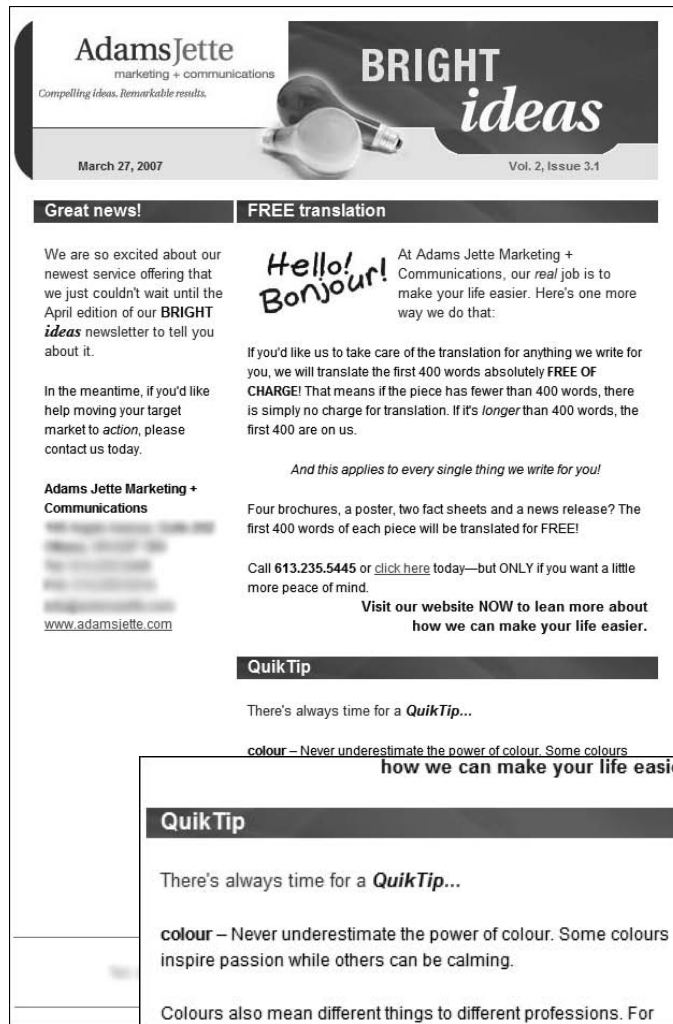 AdamsJette
marketing + communications
Compelling ideas. Remarkable results.
BRIGHT
ideas
March 27, 2007
Vol. 2, Issue 3.1
Great news!
We are so excited about our
newest service offering that
we just couldn't wait until the
April edition of our BRIGHT
ideas newsletter to tell you
about it.
In the meantime, if you'd like
help moving your target
market to action, please
contact us today.
Adams Jette Marketing +
Communications
www.adamsjette.com
FREE translation
Hello!
Bonjour!
At Adams Jette Marketing +
Communications, our real job is to
make your life easier. Here's one more
way we do that:
If you'd like us to take care of the translation for anything we write for
you, we will translate the first 400 words absolutely FREE OF
CHARGE! That means if the piece has fewer than 400 words, there
is simply no charge for translation. If it's longer than 400 words, the
first 400 are on us.
And this applies to every single thing we write for you!
Four brochures, a poster, two fact sheets and a news release? The
first 400 words of each piece will be translated for FREE!
Call 613.235.5445 or click here today—but ONLY if you want a little
more peace of mind.
Visit our website NOW to lean more about
how we can make your life easier.
QuikTip
There's always time for a QuikTip...
colour – Never underestimate the power of colour. Some colours
how we can make your life easi
QuikTip
There's always time for a QuikTip...
colour – Never underestimate the power of colour. Some colours
inspire passion while others can be calming.
Colours also mean different things to different professions. For